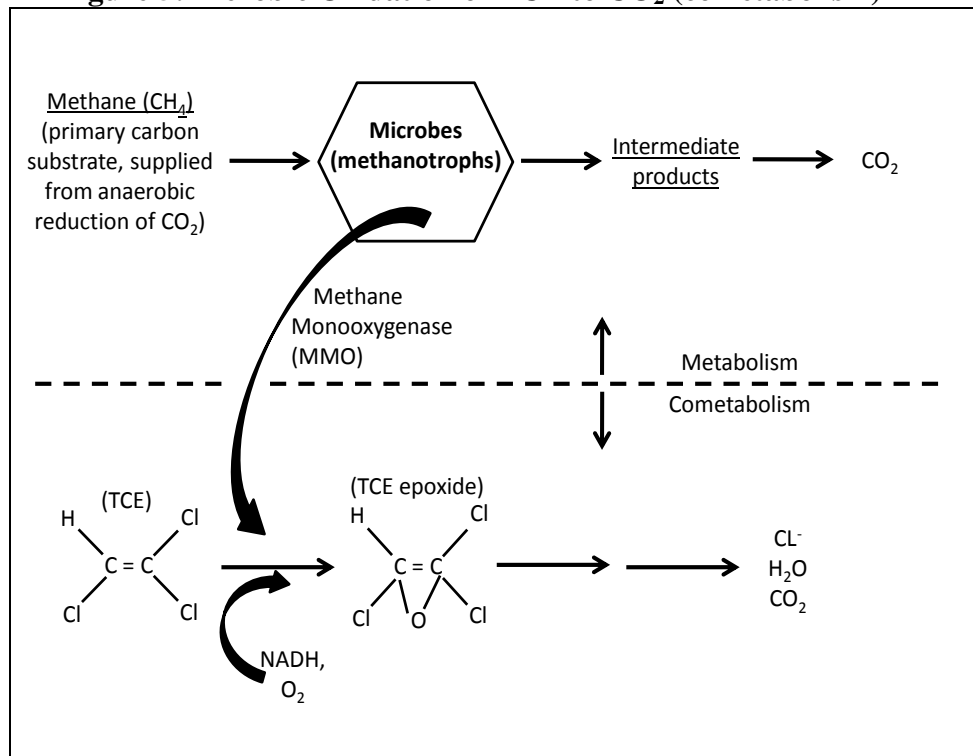 Methane (CH₄)
(primary carbon
substrate, supplied
from anaerobic
reduction of CO₂)
Microbes
(methanotrophs)
Intermediate
products
CO₂
Methane
Monooxygenase
(MMO)
Metabolism
Cometabolism
(TCE)
H
Cl
C = C
Cl
Cl
(TCE epoxide)
H
Cl
C = C
Cl
O
Cl
NADH,
O₂
CL⁻
H₂O
CO₂